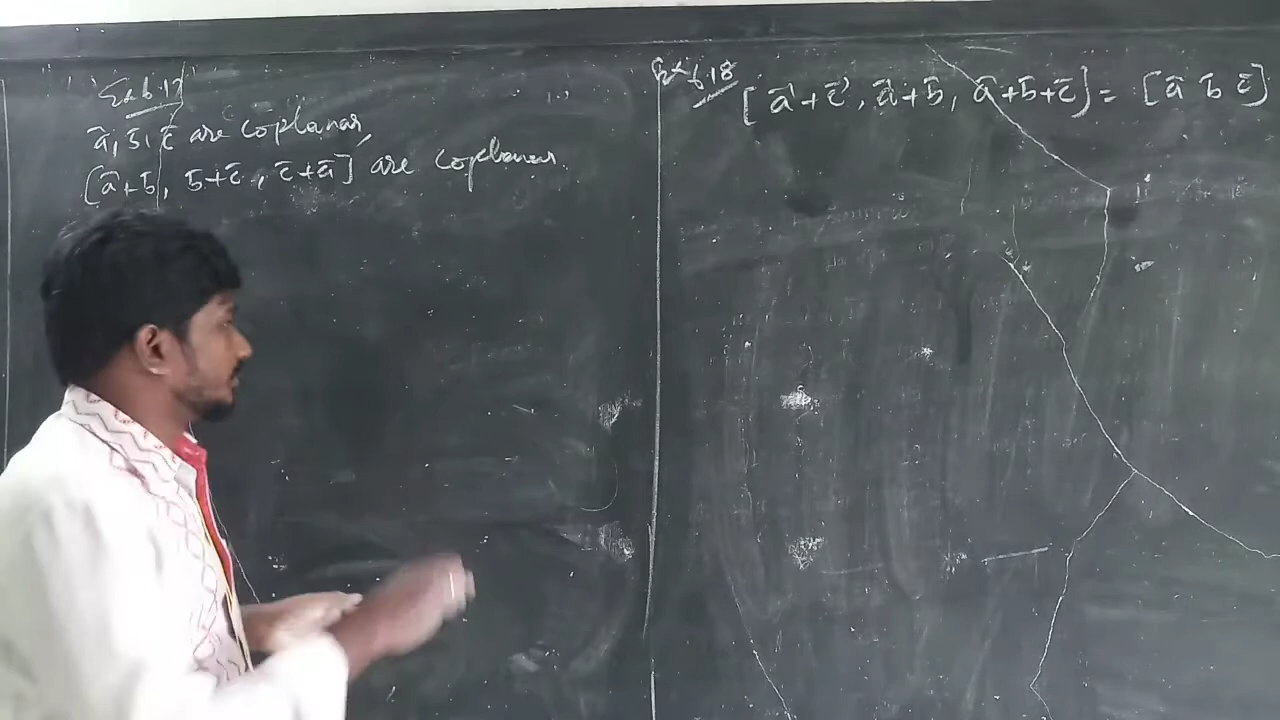 Ex 6.17
a̅, b̅, c̅ are coplanar,
[a̅+b̅, b̅+c̅, c̅+a̅] are coplanar.
Ex 6.18
[a⃗+c⃗, a⃗+b̅, a̅+b̅+c̅] = [a̅ b̅ c̅]